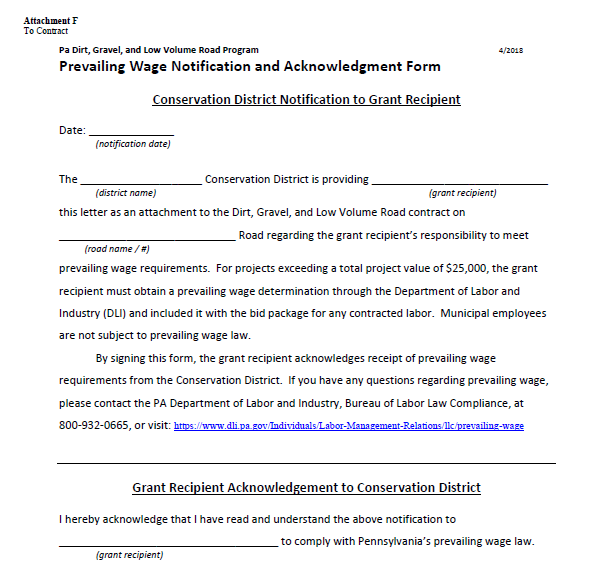 Attachment F
To Contract
Pa Dirt, Gravel, and Low Volume Road Program 4/2018
Prevailing Wage Notification and Acknowledgment Form
Conservation District Notification to Grant Recipient
Date: _______________
(notification date)
The _____________________ Conservation District is providing _______________________________
(district name) (grant recipient)
this letter as an attachment to the Dirt, Gravel, and Low Volume Road contract on
_______________________________ Road regarding the grant recipient's responsibility to meet
(road name / #)
prevailing wage requirements. For projects exceeding a total project value of $25,000, the grant
recipient must obtain a prevailing wage determination through the Department of Labor and
Industry (DLI) and included it with the bid package for any contracted labor. Municipal employees
are not subject to prevailing wage law.
By signing this form, the grant recipient acknowledges receipt of prevailing wage
requirements from the Conservation District. If you have any questions regarding prevailing wage,
please contact the PA Department of Labor and Industry, Bureau of Labor Law Compliance, at
800-932-0665, or visit: https://www.dli.pa.gov/Individuals/Labor-Management-Relations/llc/prevailing-wage
Grant Recipient Acknowledgement to Conservation District
I hereby acknowledge that I have read and understand the above notification to
_______________________________________ to comply with Pennsylvania's prevailing wage law.
(grant recipient)